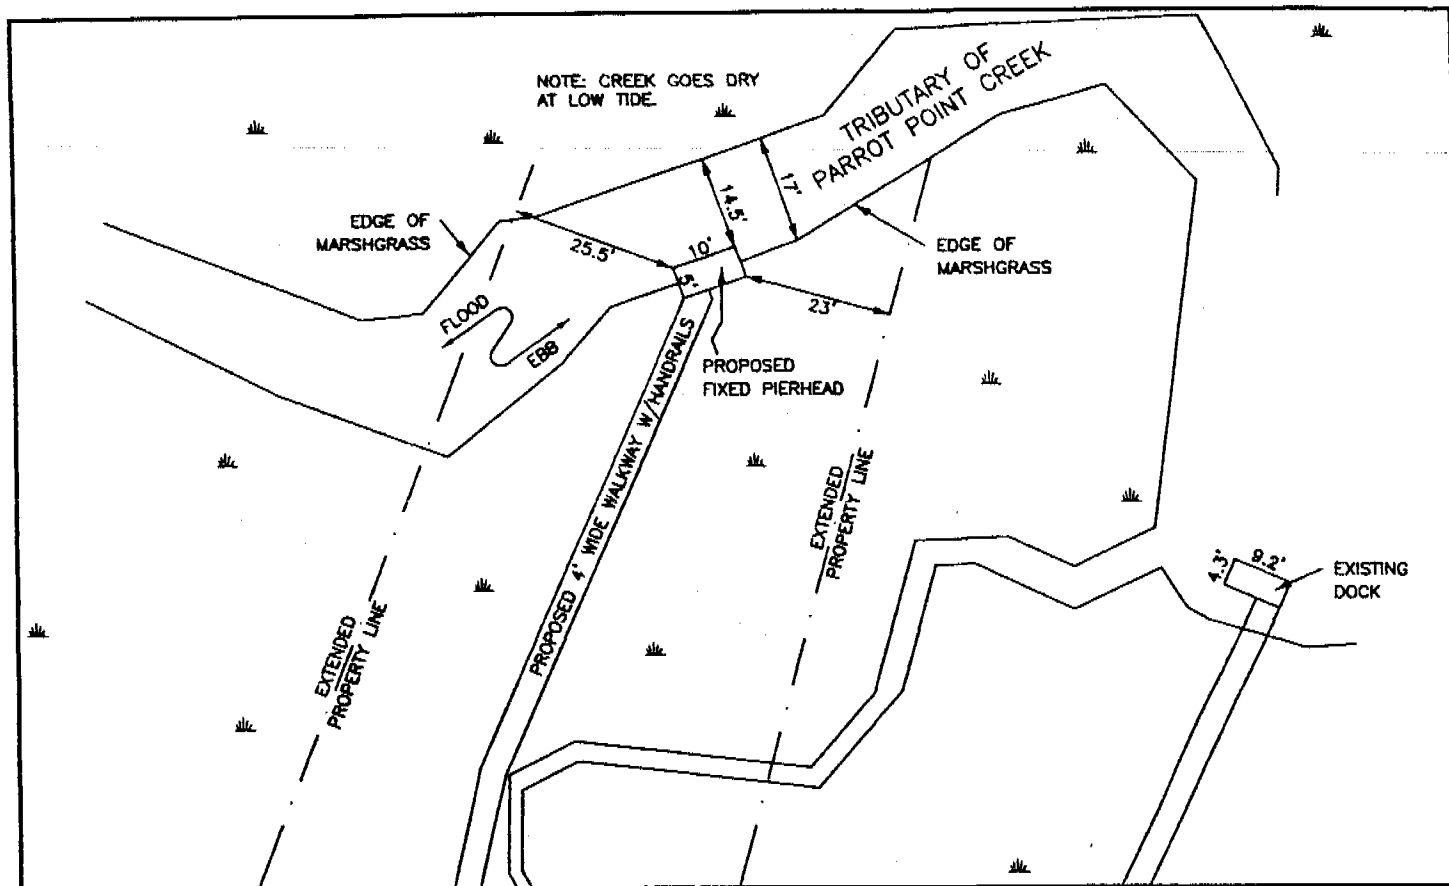 NOTE: CREEK GOES DRY
AT LOW TIDE.
TRIBUTARY OF
PARROT POINT CREEK
17'
14.5'
EDGE OF
MARSHGRASS
25.5'
10'
5'
EDGE OF
MARSHGRASS
23'
FLOOD
EBB
PROPOSED
FIXED PIERHEAD
PROPOSED 4' WIDE WALKWAY W/HANDRAILS
EXTENDED
PROPERTY LINE
EXTENDED
PROPERTY LINE
4.3'
9.2'
EXISTING
DOCK